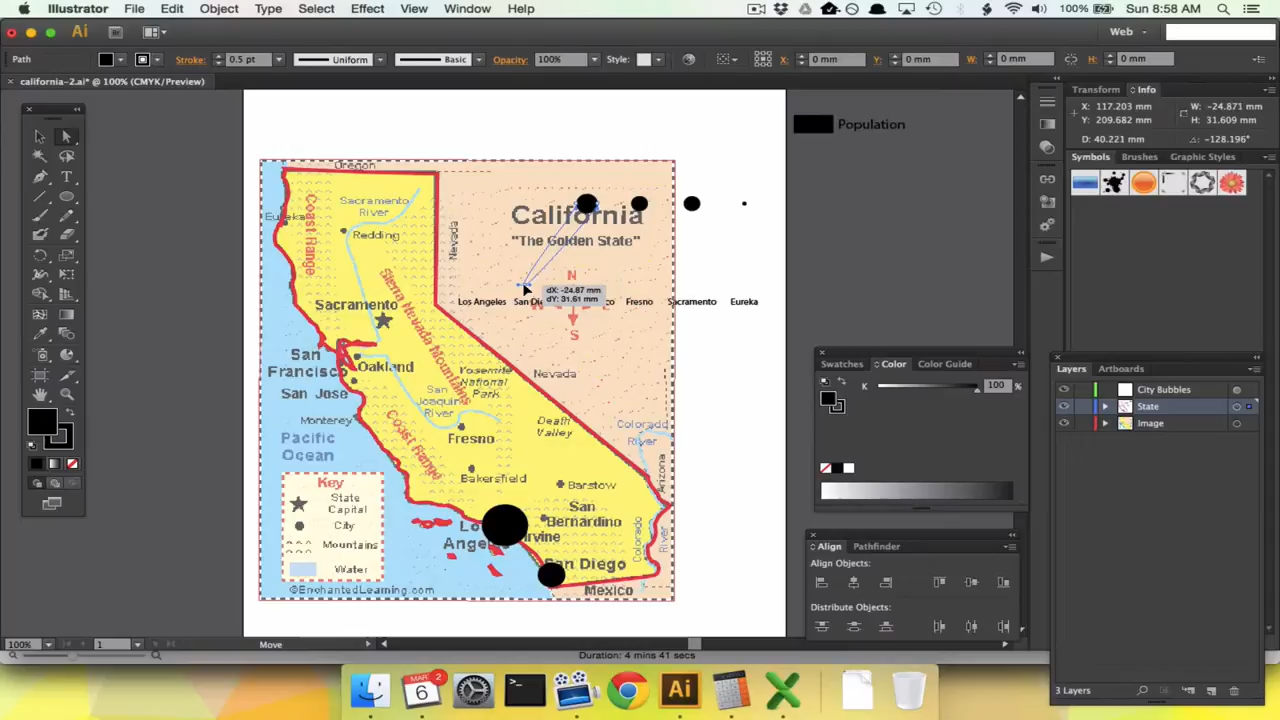 Illustrator File Edit Object Type Select Effect View Window Help
100% Sun 8:58 AM
Ai Br Web
Path Stroke: 0.5 pt Uniform Basic Opacity: 100% Style: X: 0 mm Y: 0 mm W: 0 mm H: 0 mm
california-2.ai* @ 100% (CMYK/Preview)
Transform Info
X: 117.203 mm W: -24.871 mm
Y: 209.682 mm H: 31.609 mm
D: 40.221 mm -128.196°
Symbols Brushes Graphic Styles
Population
Oregon
Sacramento
River
Eureka
Coast Range
Redding
Nevada
California
"The Golden State"
N
W
S
dX: -24.87 mm
dY: 31.61 mm
Los Angeles Fresno Sacramento Eureka
Sacramento
Sierra Nevada Mountains
San
Francisco
Oakland
San Jose
Yosemite
National
Park
Nevada
San
Joaquin
River
Monterey
Coast Range
Fresno
Death
Valley
Colorado
River
Pacific
Ocean
Arizona
Bakersfield
Barstow
San
Bernardino
Colorado
River
San Diego
Mexico
Key
State
Capital
City
Mountains
Water
©EnchantedLearning.com
Swatches Color Color Guide
K 100 %
Layers Artboards
City Bubbles
State
Image
3 Layers
Align Pathfinder
Align Objects:
Distribute Objects:
100% 1 Move
Duration: 4 mins 41 secs
MAR 2
6
Ai